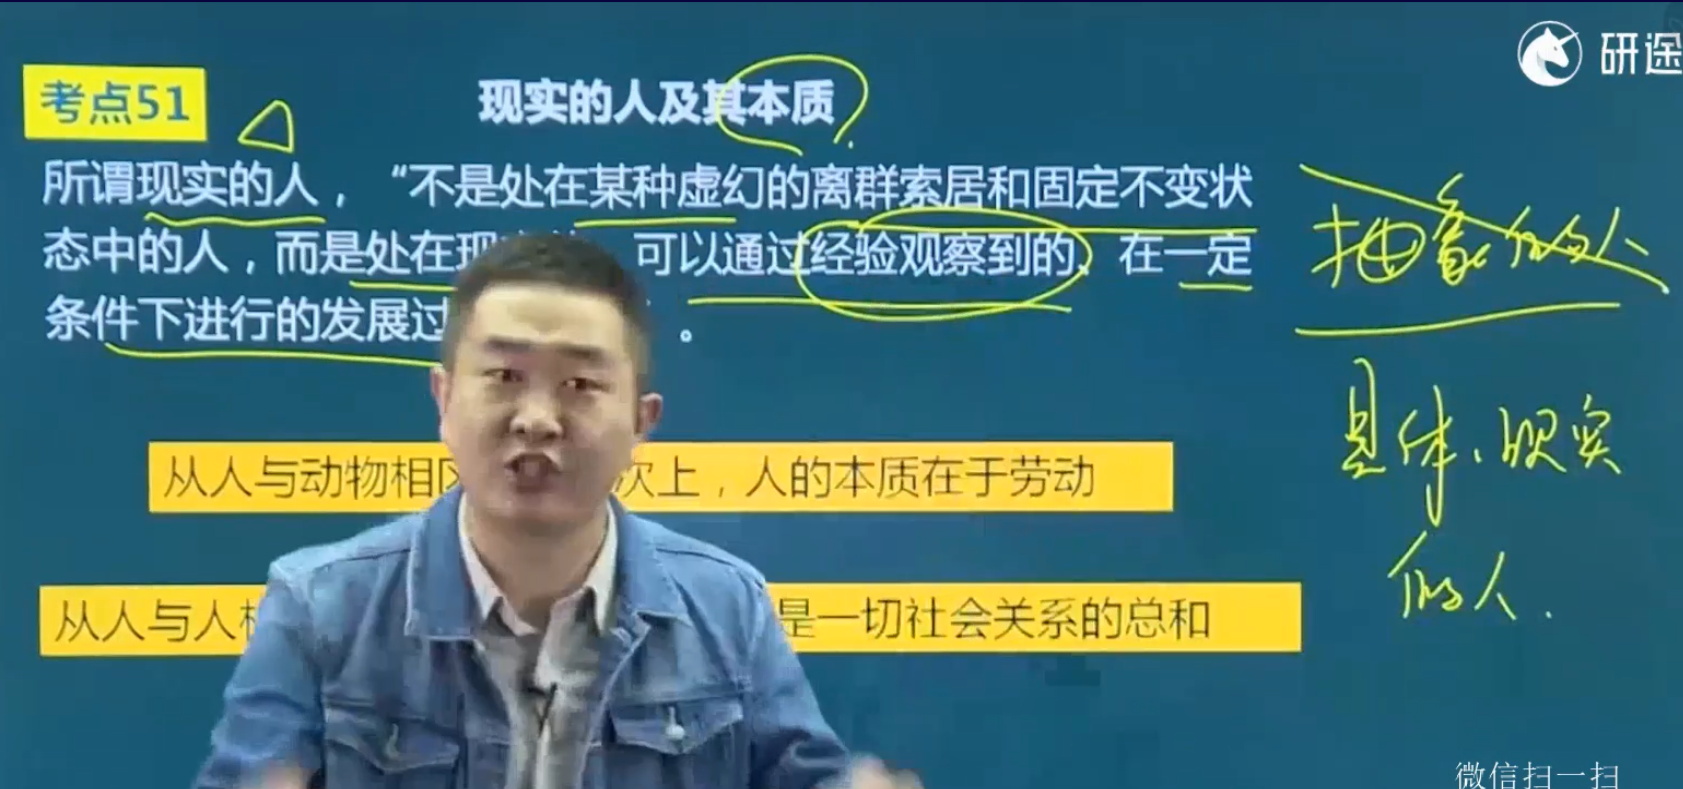 研途
考点51
现实的人及其本质
所谓现实的人，“不是处在某种虚幻的离群索居和固定不变状
态中的人，而是处在现 可以通过经验观察到的、在一定
条件下进行的发展过 。
抽象的人
具体、现实
的人.
从人与动物相区 次上，人的本质在于劳动
从人与人相 是一切社会关系的总和
微信扫一扫